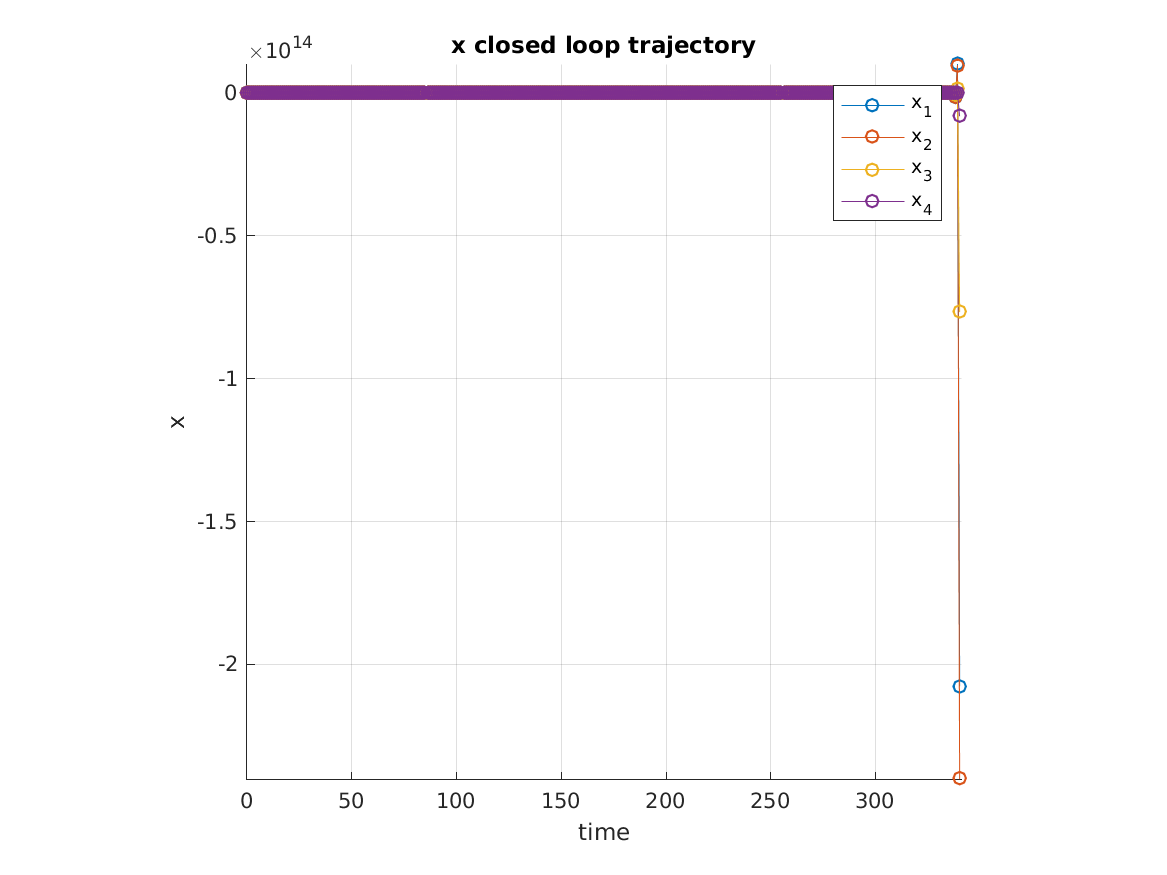 ×10^14
x closed loop trajectory
0
-0.5
-1
-1.5
-2
x
x_1
x_2
x_3
x_4
0 50 100 150 200 250 300
time